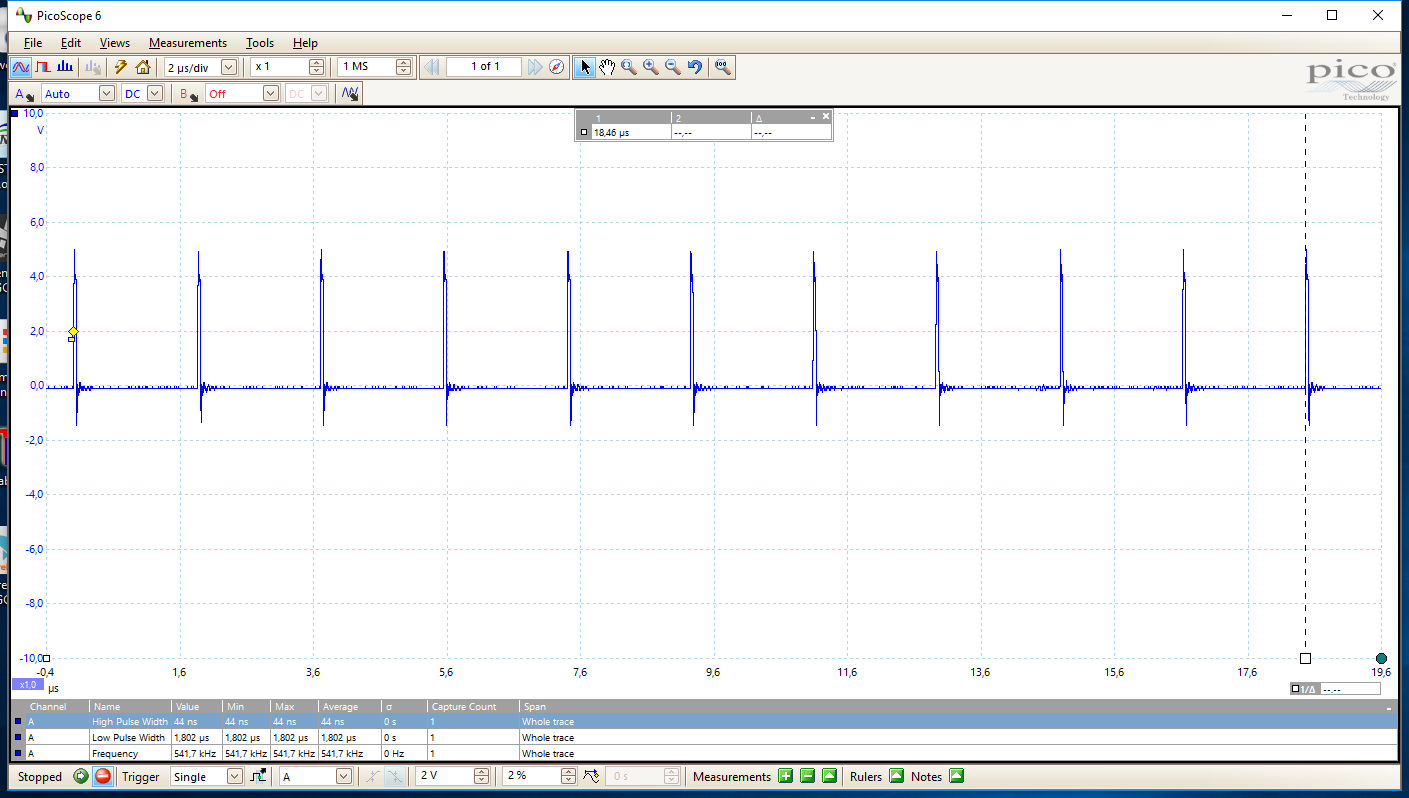 PicoScope 6
File Edit Views Measurements Tools Help
2 µs/div x 1 1 MS 1 of 1
pico
Technology
A Auto DC B Off DC
10,0
V
8,0
6,0
4,0
2,0
0,0
-2,0
-4,0
-6,0
-8,0
-10,0
1 2 Δ
18,46 µs --,-- --,--
-0,4 1,6 3,6 5,6 7,6 9,6 11,6 13,6 15,6 17,6 19,6
x1,0 µs
1/Δ --,--
Channel Name Value Min Max Average σ Capture Count Span
A High Pulse Width 44 ns 44 ns 44 ns 44 ns 0 s 1 Whole trace
A Low Pulse Width 1,802 µs 1,802 µs 1,802 µs 1,802 µs 0 s 1 Whole trace
A Frequency 541,7 kHz 541,7 kHz 541,7 kHz 541,7 kHz 0 Hz 1 Whole trace
Stopped Trigger Single A 2 V 2 % 0 s Measurements Rulers Notes